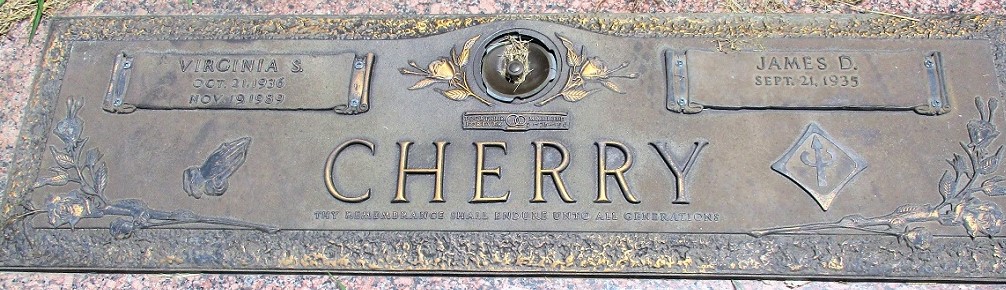 VIRGINIA S.
OCT. 21, 1936
NOV. 19, 1989
JAMES D.
SEPT. 21, 1935
CHERRY
THY REMEMBRANCE SHALL ENDURE UNTO ALL GENERATIONS